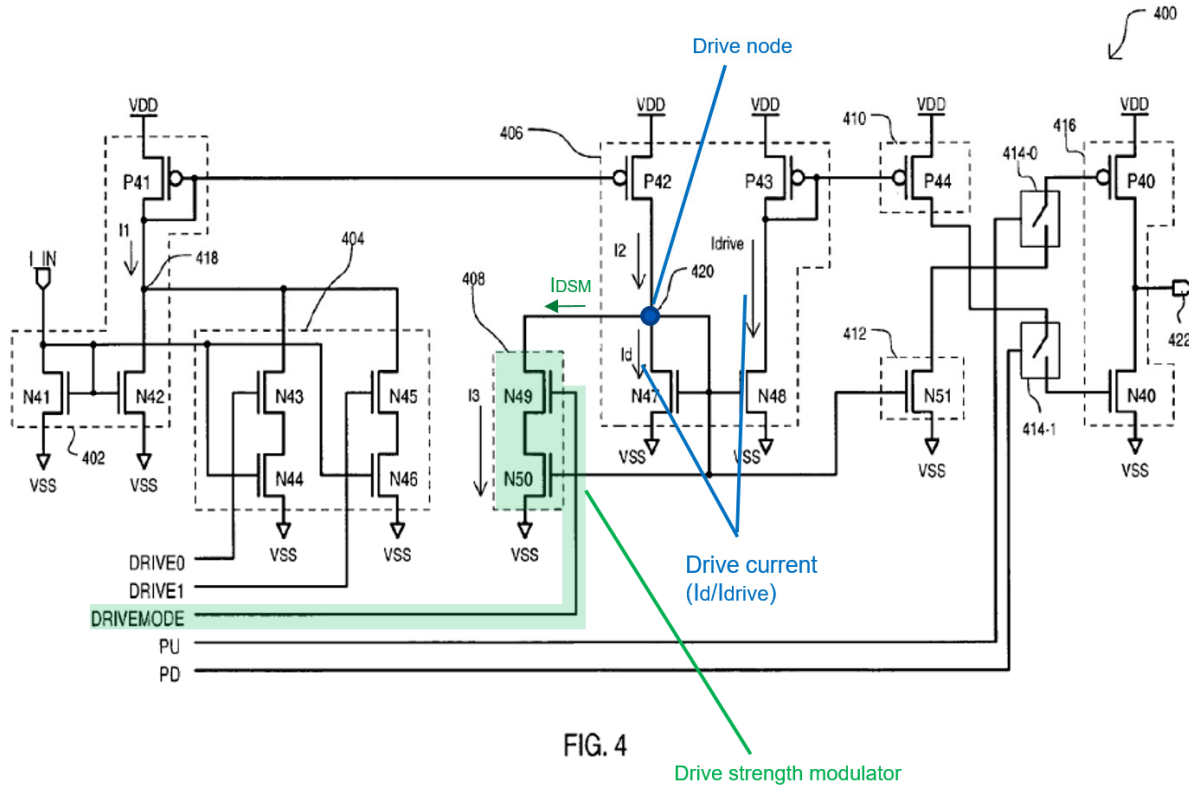 Drive node
400
VDD
VDD
VDD
VDD
VDD
406
410
416
414-0
P41
P42
P43
P44
P40
I1
I_IN
418
404
I2
Idrive
408
IDSM
420
412
422
Id
N41
N42
N43
N45
N49
I3
N47
N48
N51
N40
414-1
402
VSS
VSS
N44
N46
N50
VSS
VSS
VSS
VSS
VSS
VSS
VSS
DRIVE0
DRIVE1
DRIVEMODE
PU
PD
Drive current
(Id/Idrive)
FIG. 4
Drive strength modulator